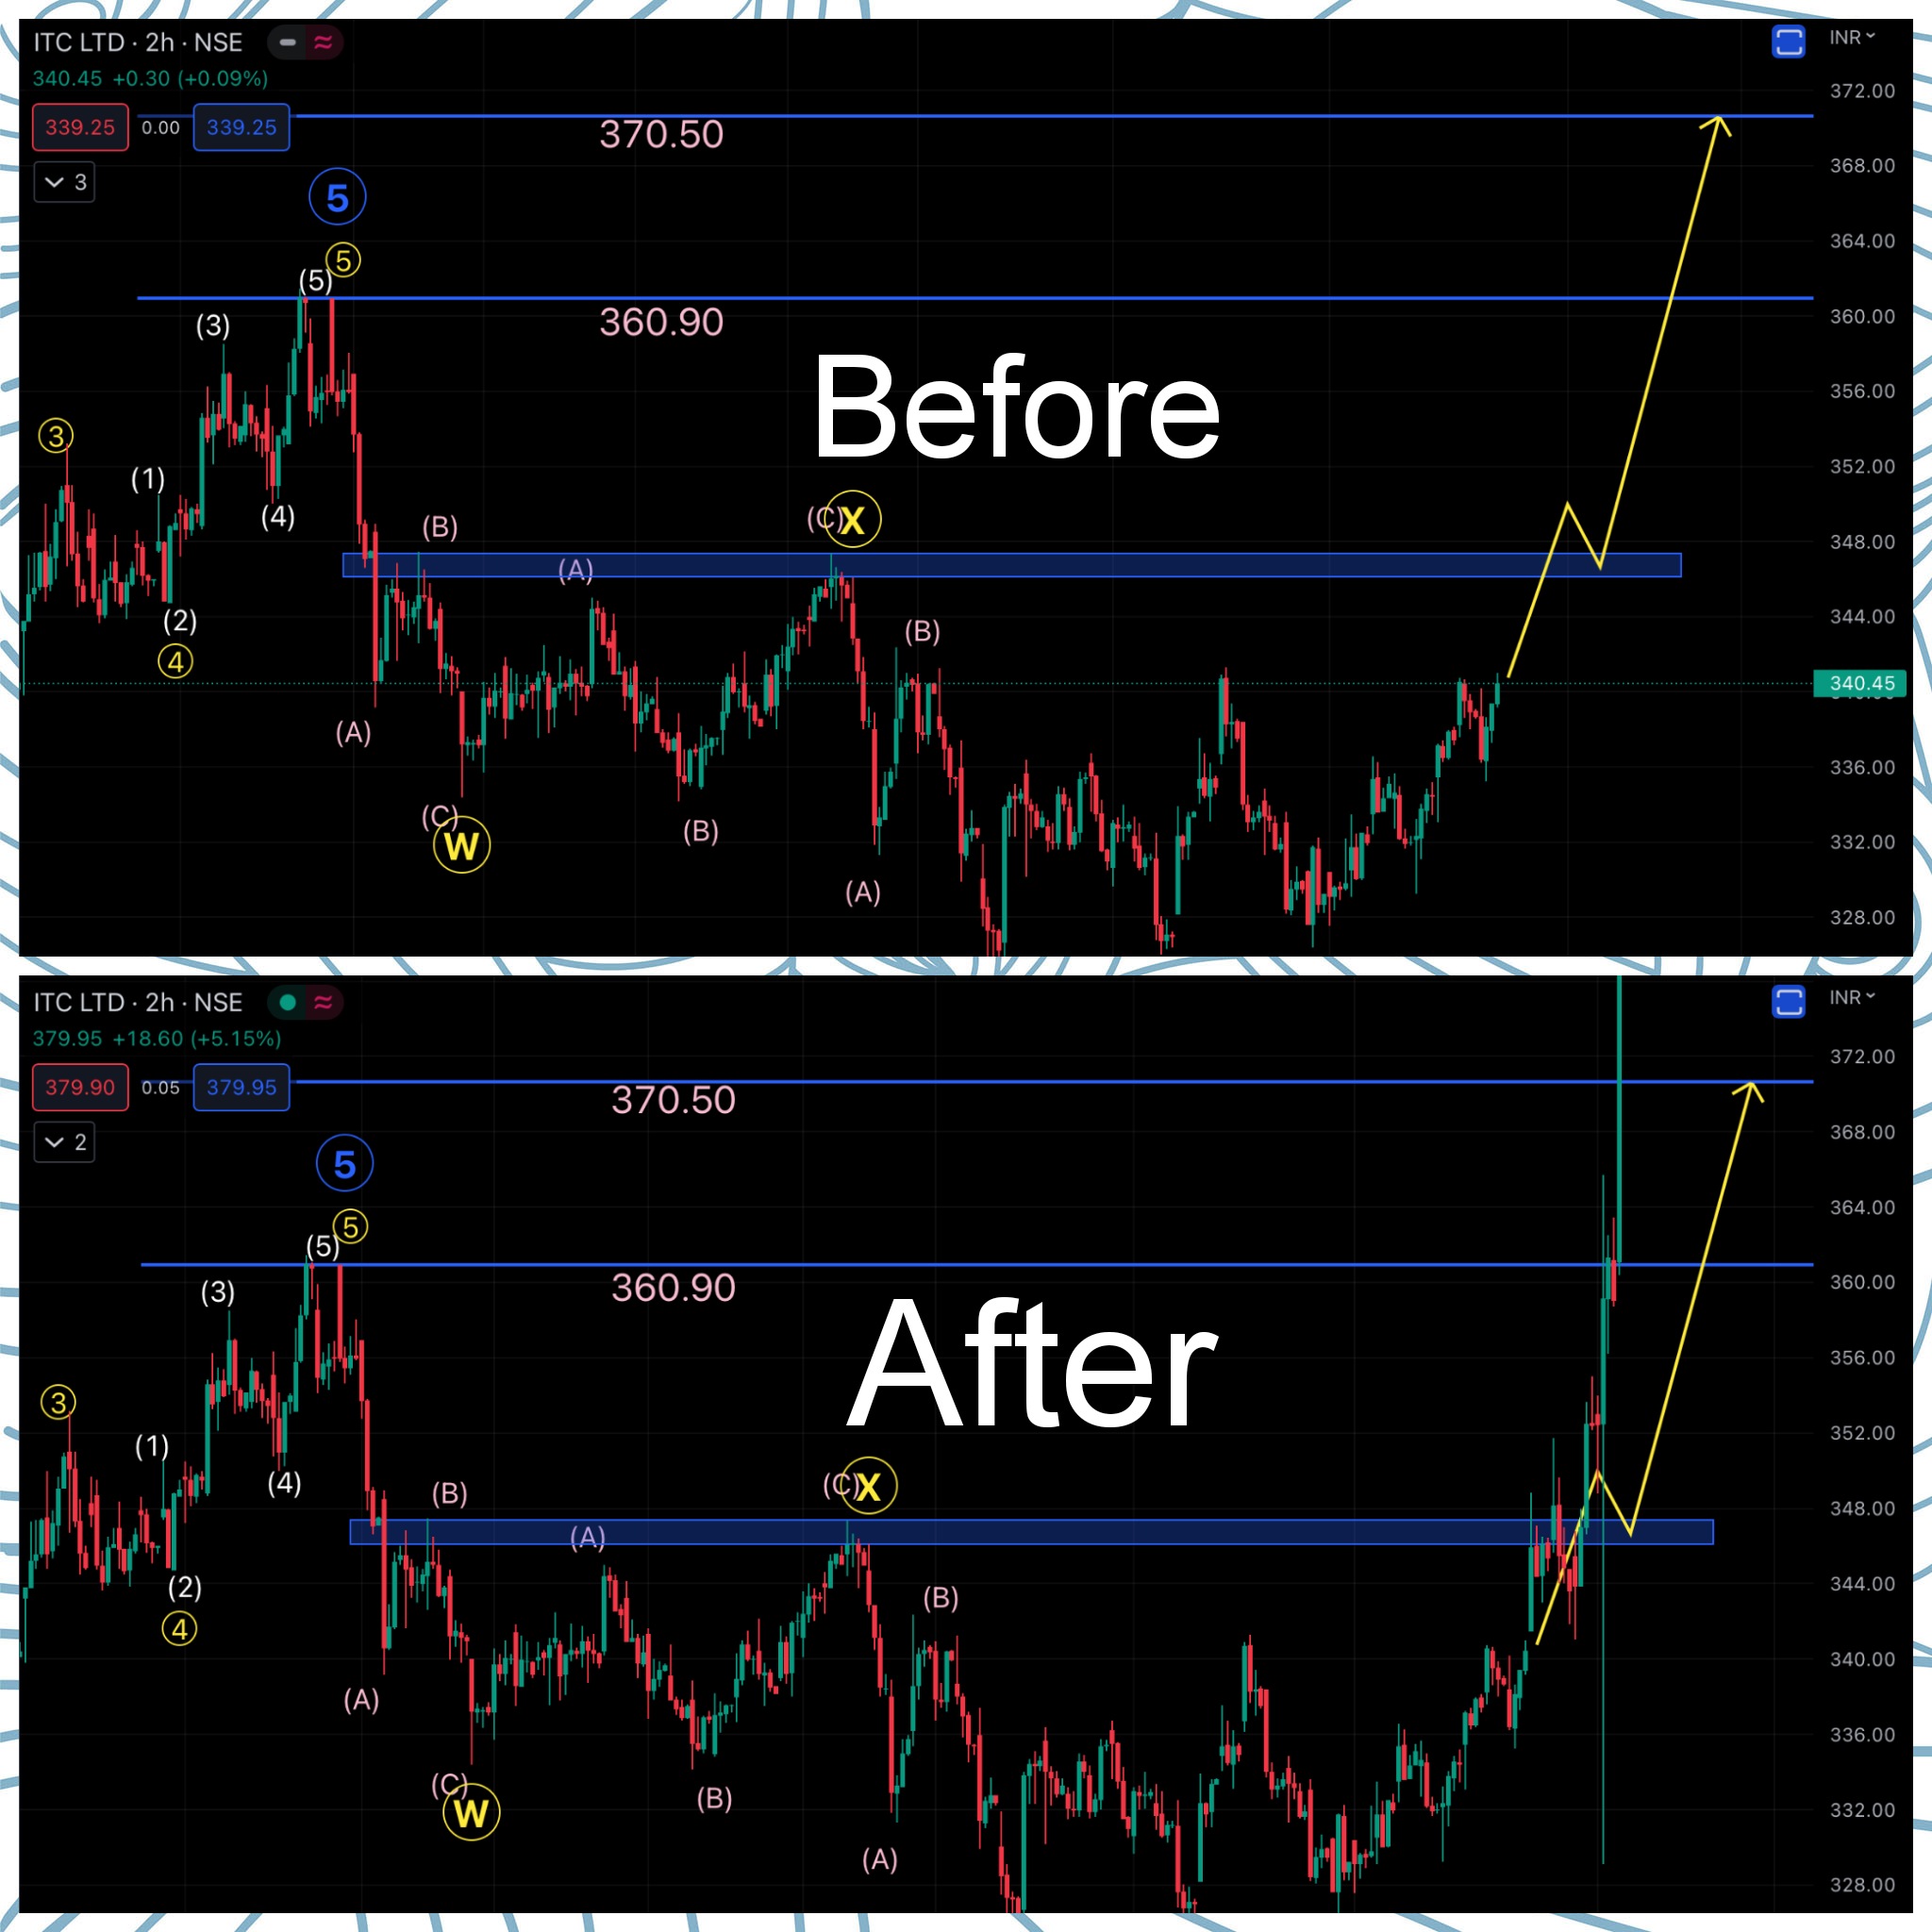 ITC LTD · 2h · NSE
INR
340.45 +0.30 (+0.09%)
372.00
339.25 0.00 339.25
370.50
368.00
3
5
364.00
5
(5)
360.90
360.00
(3)
Before
356.00
3
352.00
(1)
(4)
(B)
(C) X
348.00
(A)
344.00
(2)
(B)
4
340.45
(A)
336.00
(C)
W
(B)
332.00
(A)
328.00
ITC LTD · 2h · NSE
INR
379.95 +18.60 (+5.15%)
372.00
379.90 0.05 379.95
370.50
368.00
2
5
364.00
5
(5)
360.90
360.00
(3)
After
356.00
3
352.00
(1)
(4)
(B)
(C) X
348.00
(A)
344.00
(2)
(B)
4
340.00
(A)
336.00
(C)
W
(B)
332.00
(A)
328.00